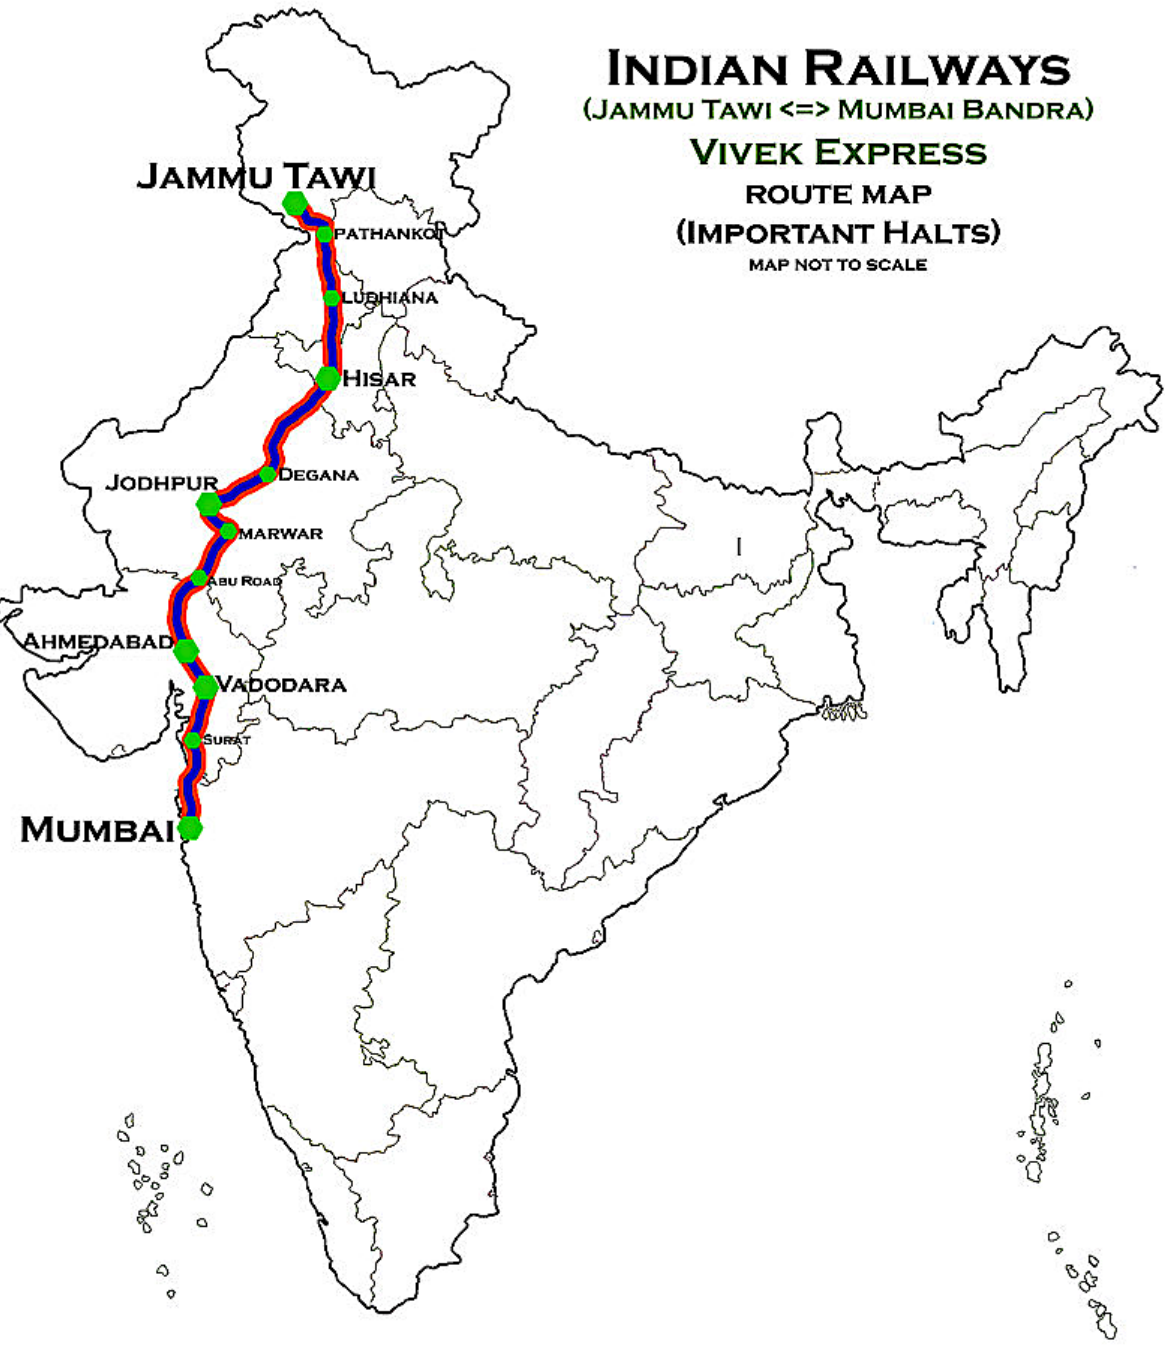 INDIAN RAILWAYS
(JAMMU TAWI <=> MUMBAI BANDRA)
VIVEK EXPRESS
ROUTE MAP
(IMPORTANT HALTS)
MAP NOT TO SCALE
JAMMU TAWI
PATHANKOT
LUDHIANA
HISAR
DEGANA
JODHPUR
MARWAR
ABU ROAD
AHMEDABAD
VADODARA
SURAT
MUMBAI